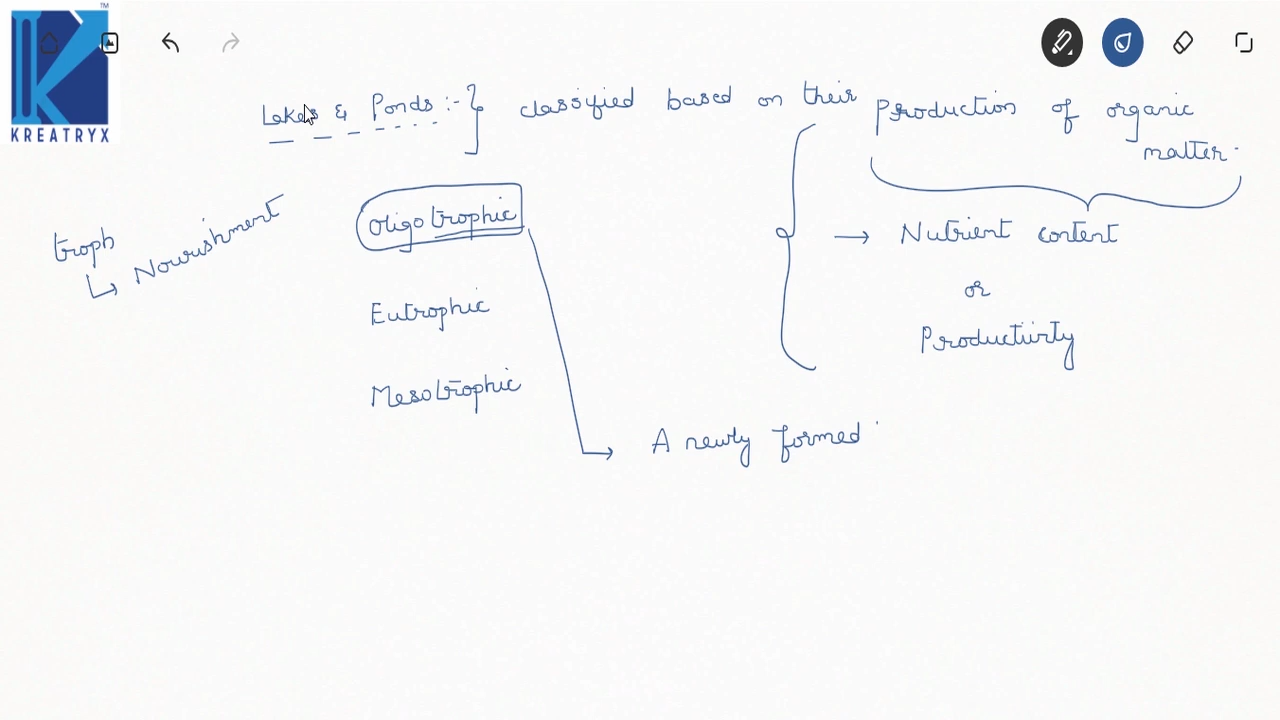 TM
KREATRYX
Lakes & Ponds :- classified based on their Production of organic
matter.
troph
Nourishment
Oligotrophic
Eutrophic
Mesotrophic
→ Nutrient content
or
Productivity
A newly formed